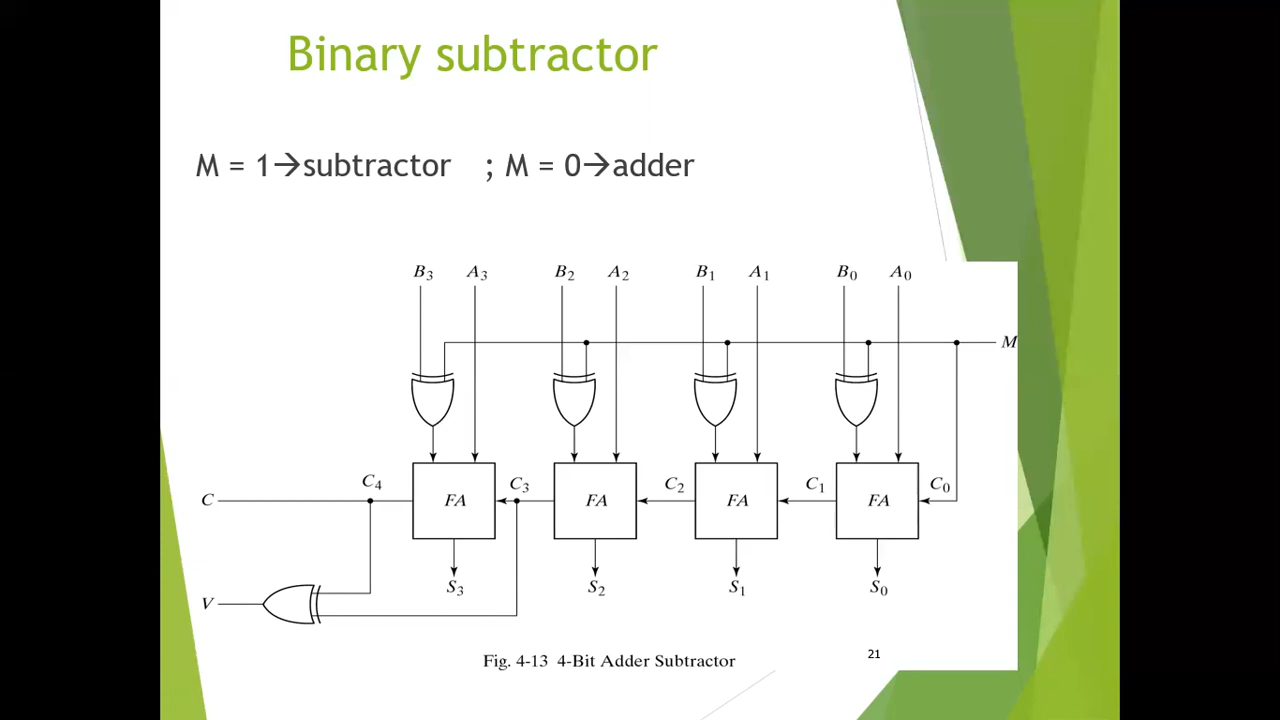 Binary subtractor
M = 1→subtractor ; M = 0→adder
B3 A3 B2 A2 B1 A1 B0 A0
M
C4 C3 C2 C1 C0
C FA FA FA FA
S3 S2 S1 S0
V
Fig. 4-13 4-Bit Adder Subtractor
21